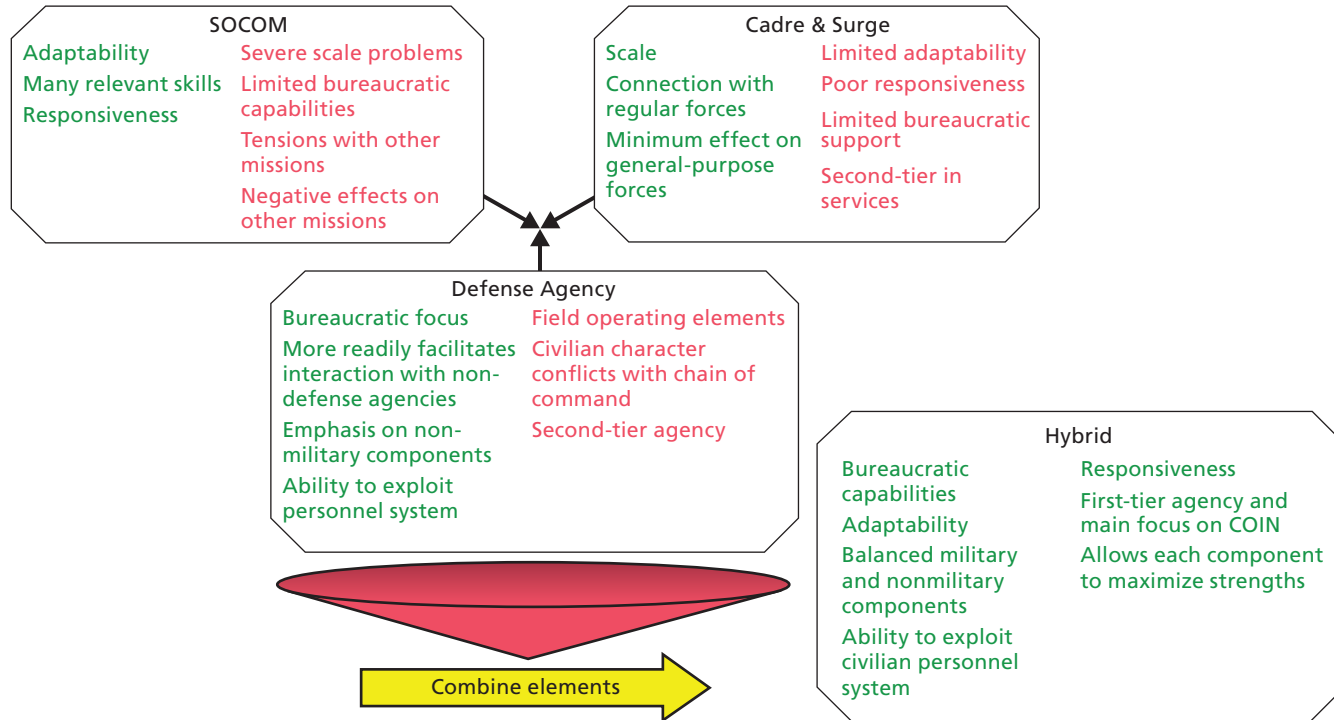 SOCOM
Adaptability
Many relevant skills
Responsiveness
Severe scale problems
Limited bureaucratic
capabilities
Tensions with other
missions
Negative effects on
other missions
Cadre & Surge
Scale
Connection with
regular forces
Minimum effect on
general-purpose
forces
Limited adaptability
Poor responsiveness
Limited bureaucratic
support
Second-tier in
services
Defense Agency
Bureaucratic focus
More readily facilitates
interaction with non-
defense agencies
Emphasis on non-
military components
Ability to exploit
personnel system
Field operating elements
Civilian character
conflicts with chain of
command
Second-tier agency
Hybrid
Bureaucratic
capabilities
Adaptability
Balanced military
and nonmilitary
components
Ability to exploit
civilian personnel
system
Responsiveness
First-tier agency and
main focus on COIN
Allows each component
to maximize strengths
Combine elements